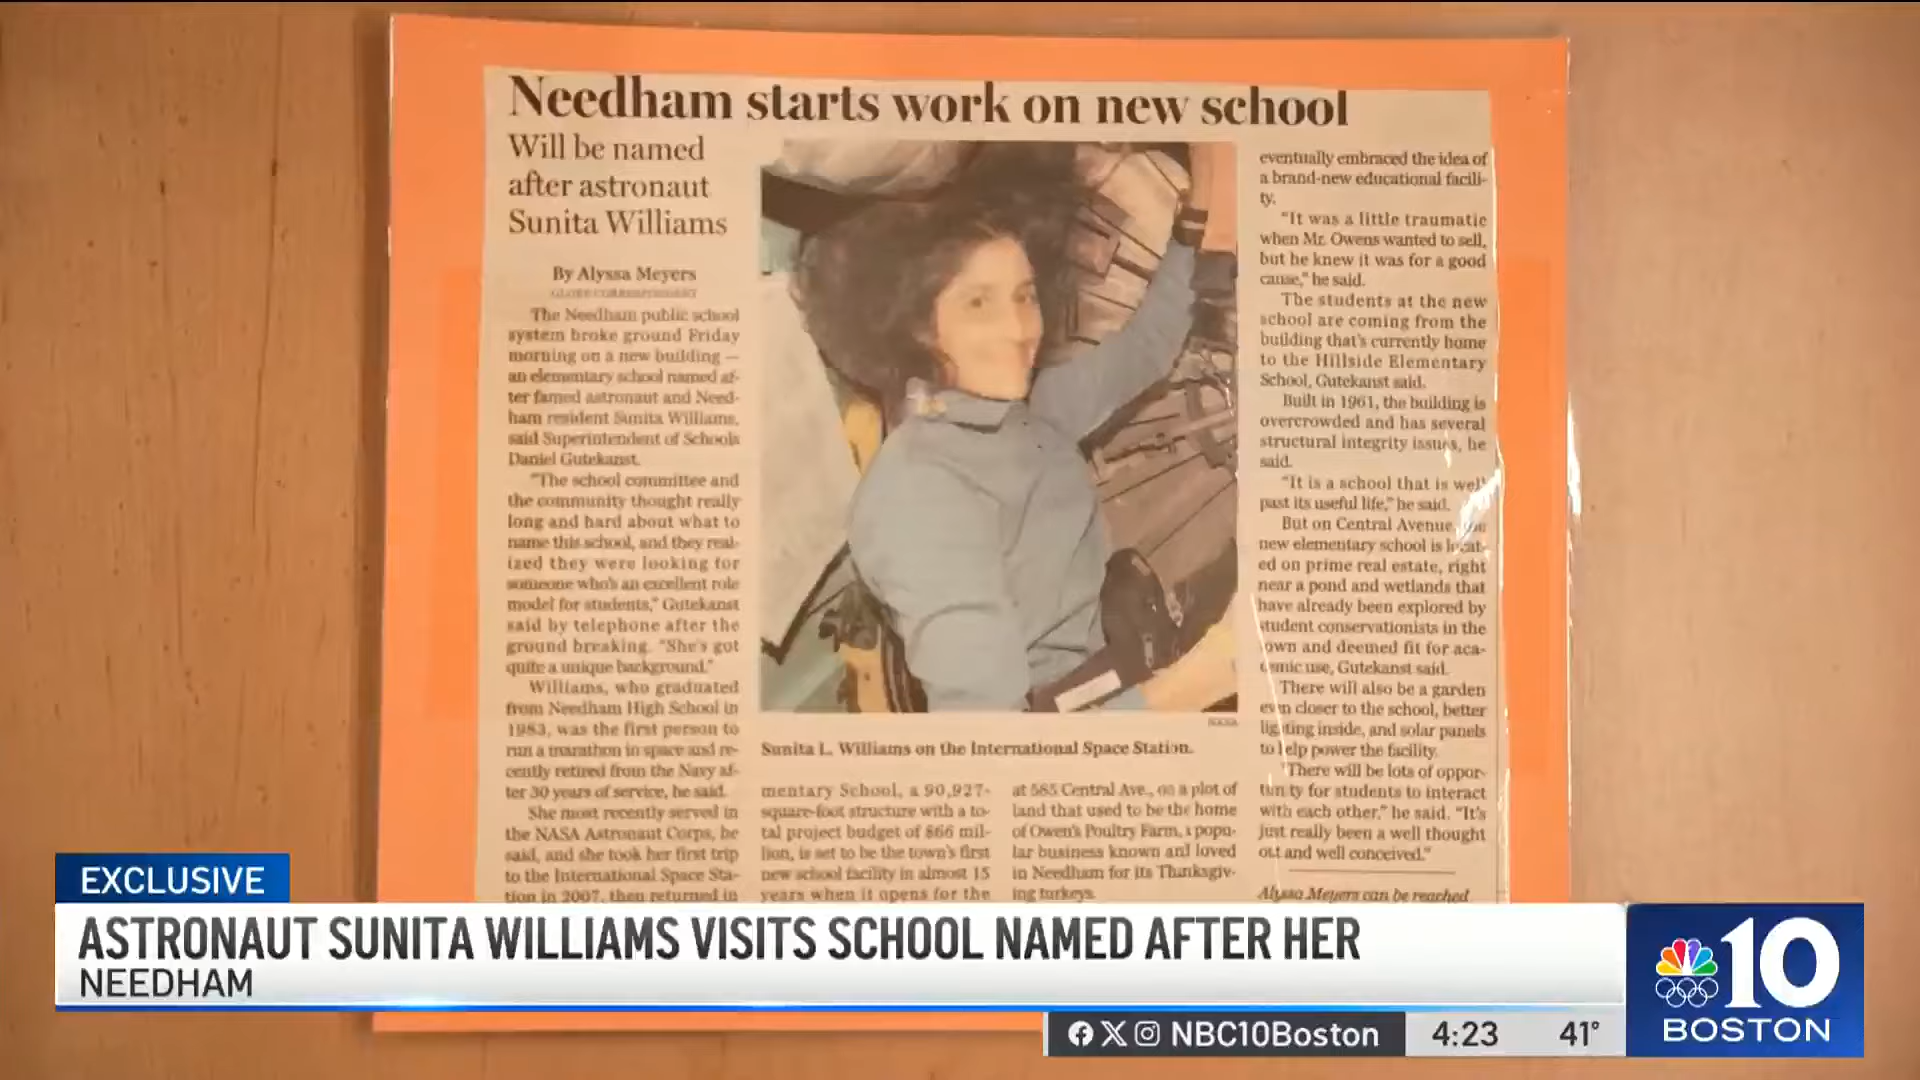 Needham starts work on new school
Will be named
after astronaut
Sunita Williams
By Alyssa Meyers
GLOBE CORRESPONDENT
The Needham public school
system broke ground Friday
morning on a new building —
an elementary school named af-
ter famed astronaut and Need-
ham resident Sunita Williams,
said Superintendent of Schools
Daniel Gutekanst.
"The school committee and
the community thought really
long and hard about what to
name this school, and they real-
ized they were looking for
someone who's an excellent role
model for students," Gutekanst
said by telephone after the
ground breaking. "She's got
quite a unique background."
Williams, who graduated
from Needham High School in
1983, was the first person to
run a marathon in space and re-
cently retired from the Navy af-
ter 30 years of service, he said.
She most recently served in
the NASA Astronaut Corps, he
said, and she took her first trip
to the International Space Sta-
tion in 2007, then returned in
NASA
Sunita L. Williams on the International Space Station.
mentary School, a 90,927-
square-foot structure with a to-
tal project budget of $66 mil-
lion, is set to be the town's first
new school facility in almost 15
years when it opens for the
at 585 Central Ave., on a plot of
land that used to be the home
of Owen's Poultry Farm, a popu-
lar business known and loved
in Needham for its Thanksgiv-
ing turkeys.
eventually embraced the idea of
a brand-new educational facili-
ty.
"It was a little traumatic
when Mr. Owens wanted to sell,
but he knew it was for a good
cause," he said.
The students at the new
school are coming from the
building that's currently home
to the Hillside Elementary
School, Gutekanst said.
Built in 1961, the building is
overcrowded and has several
structural integrity issues, he
said.
"It is a school that is well
past its useful life," he said.
But on Central Avenue, the
new elementary school is locat-
ed on prime real estate, right
near a pond and wetlands that
have already been explored by
student conservationists in the
town and deemed fit for aca-
demic use, Gutekanst said.
There will also be a garden
even closer to the school, better
lighting inside, and solar panels
to help power the facility.
"There will be lots of oppor-
tunity for students to interact
with each other," he said. "It's
just really been a well thought
out and well conceived."
Alyssa Meyers can be reached
EXCLUSIVE
ASTRONAUT SUNITA WILLIAMS VISITS SCHOOL NAMED AFTER HER
NEEDHAM
NBC10Boston
4:23
41°
10
BOSTON